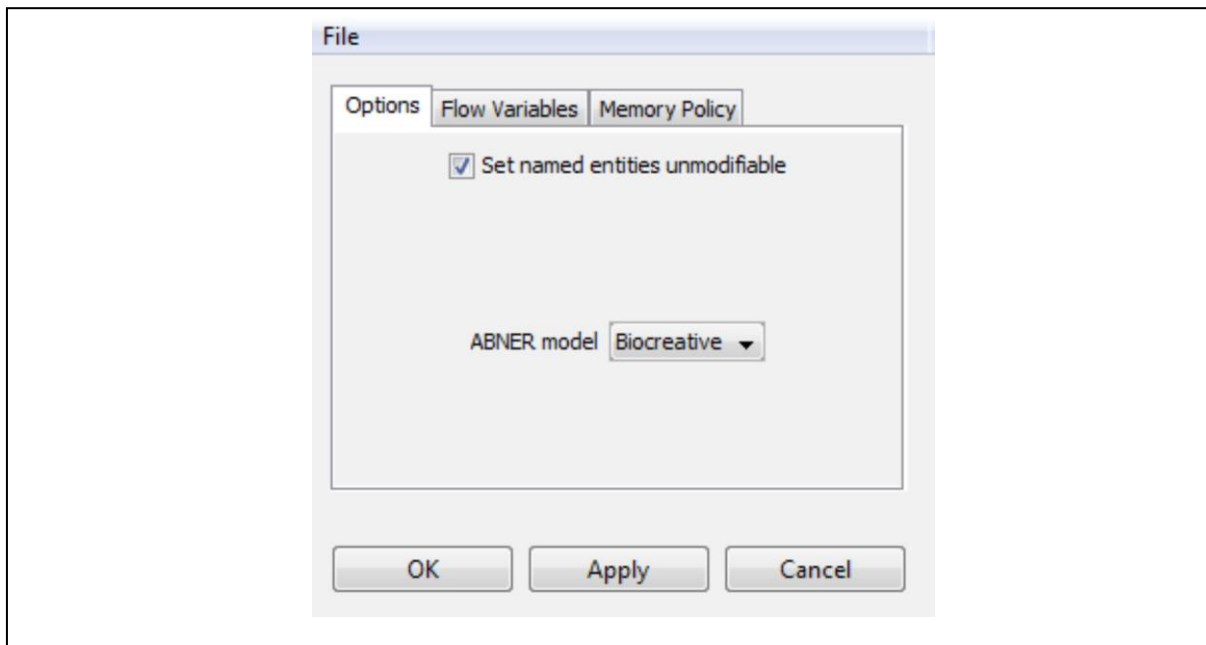 File
Options Flow Variables Memory Policy
Set named entities unmodifiable
ABNER model Biocreative
OK Apply Cancel